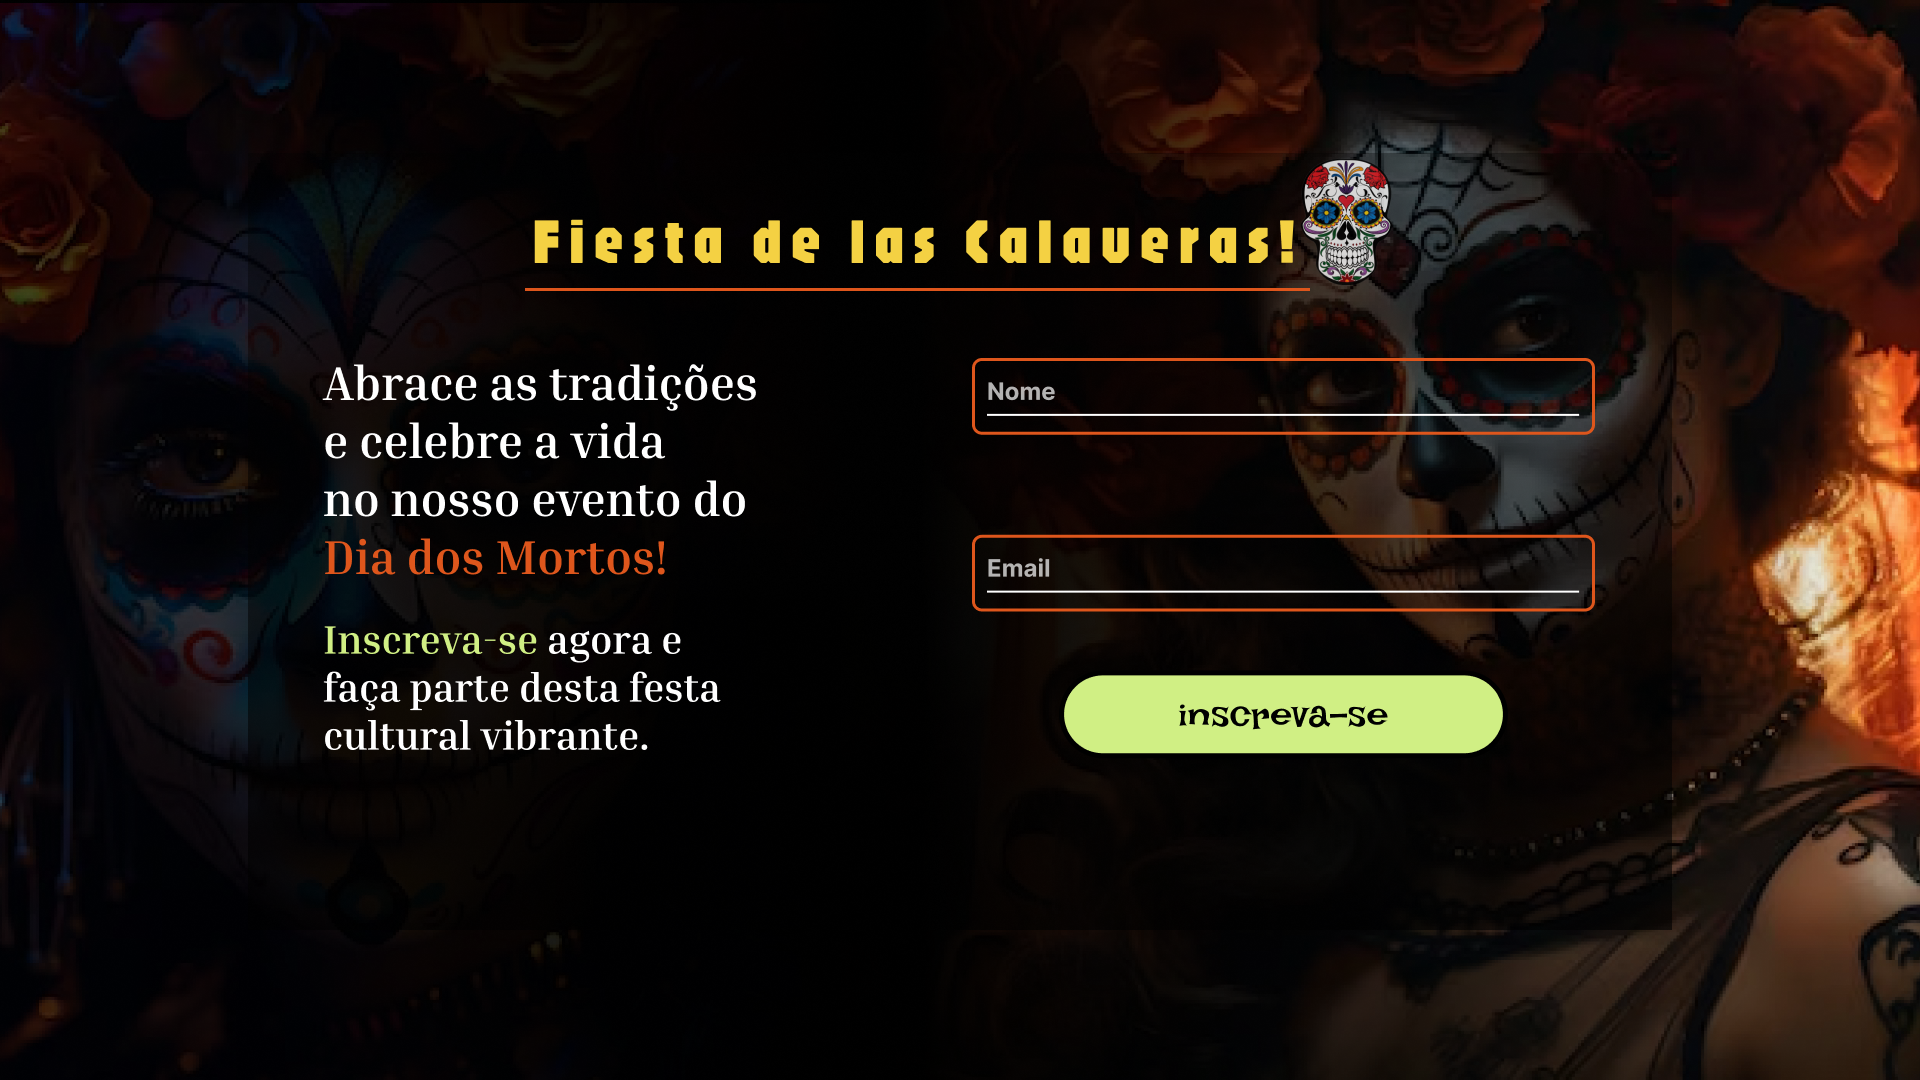 Fiesta de las Calaveras!
Abrace as tradições
e celebre a vida
no nosso evento do
Dia dos Mortos!
Inscreva-se agora e
faça parte desta festa
cultural vibrante.
Nome
Email
inscreva-se